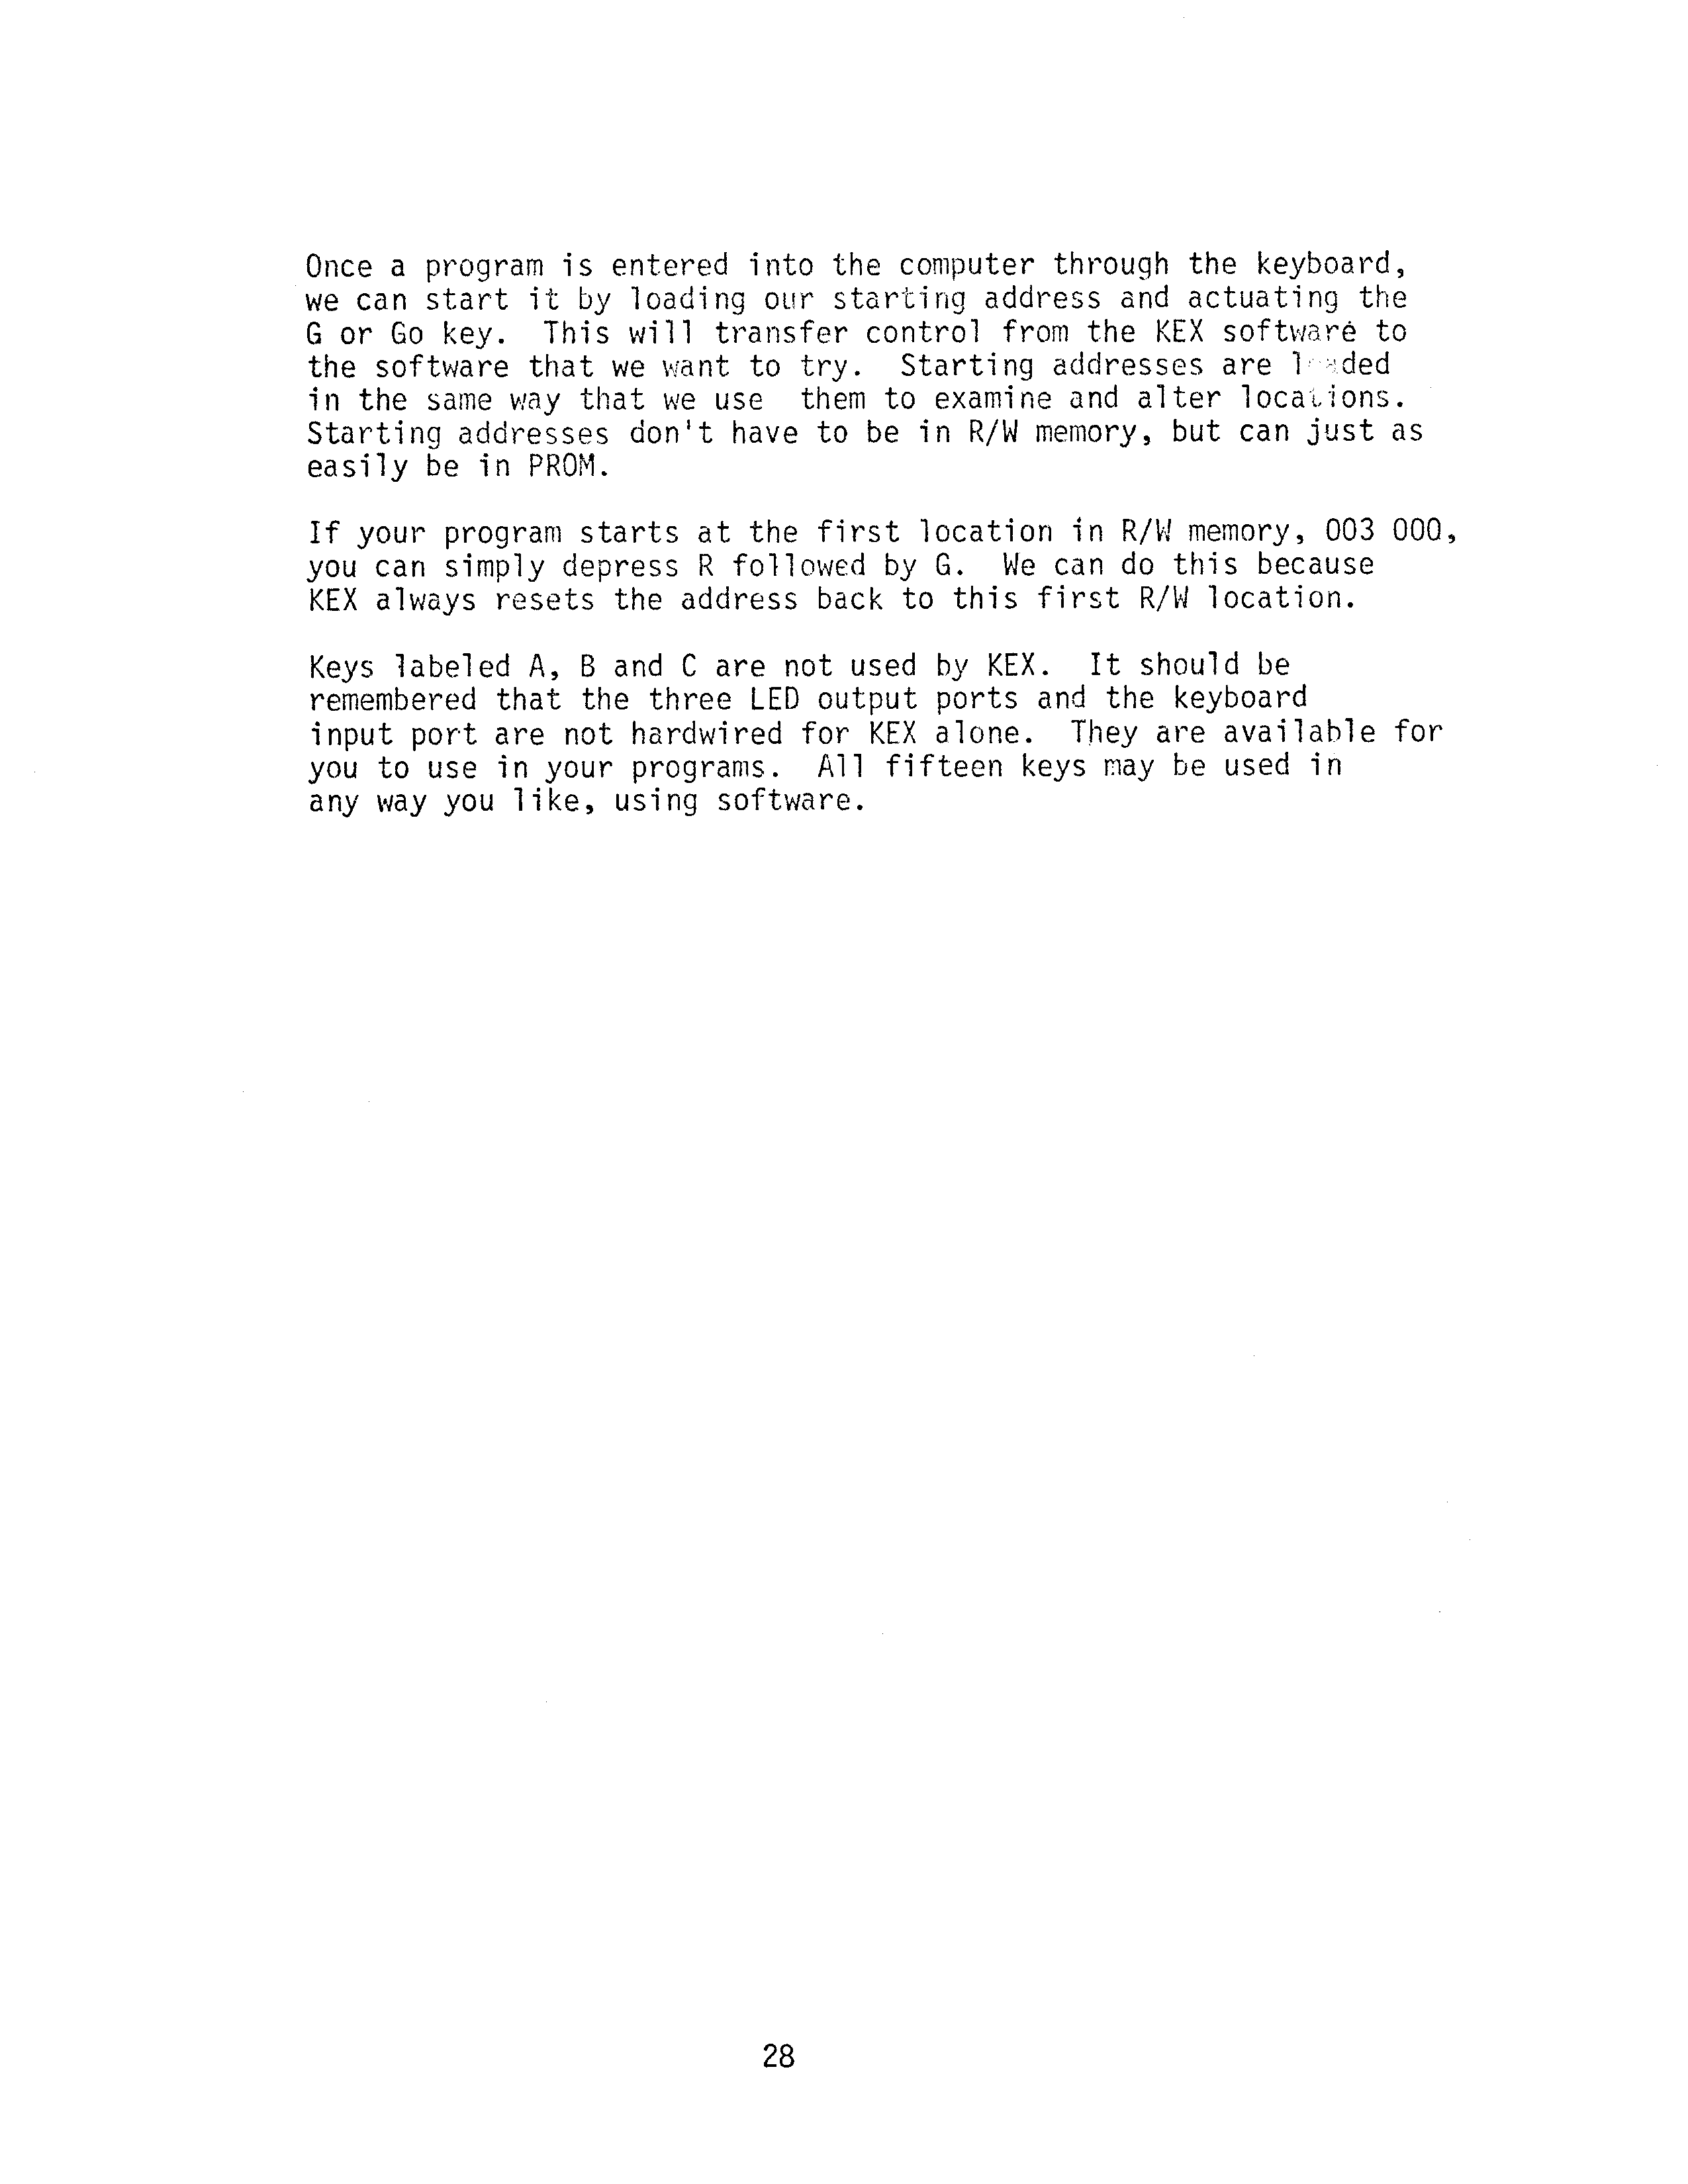 Once a program is entered into the computer through the keyboard,
we can start it by loading our starting address and actuating the
G or Go key. This will transfer control from the KEX software to
the software that we want to try. Starting addresses are loaded
in the same way that we use them to examine and alter locations.
Starting addresses don't have to be in R/W memory, but can just as
easily be in PROM.
If your program starts at the first location in R/W memory, 003 000,
you can simply depress R followed by G. We can do this because
KEX always resets the address back to this first R/W location.
Keys labeled A, B and C are not used by KEX. It should be
remembered that the three LED output ports and the keyboard
input port are not hardwired for KEX alone. They are available for
you to use in your programs. All fifteen keys may be used in
any way you like, using software.
28